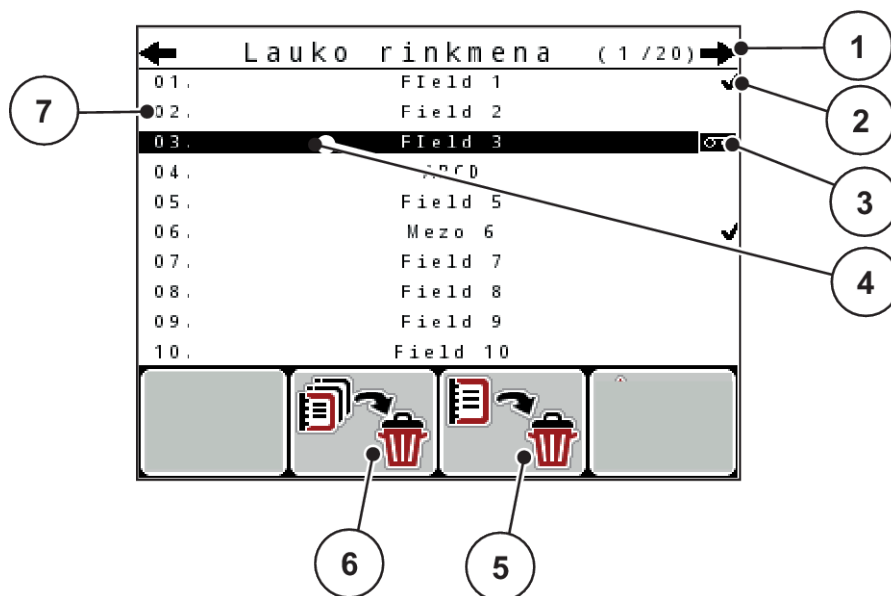 Lauko rinkmena (1/20)
1
01. FIeld 1
2
7
02. Field 2
03. FIeld 3
3
04. ABCD
05. Field 5
06. Mezo 6
4
07. Field 7
08. Field 8
09. Field 9
10. Field 10
6
5